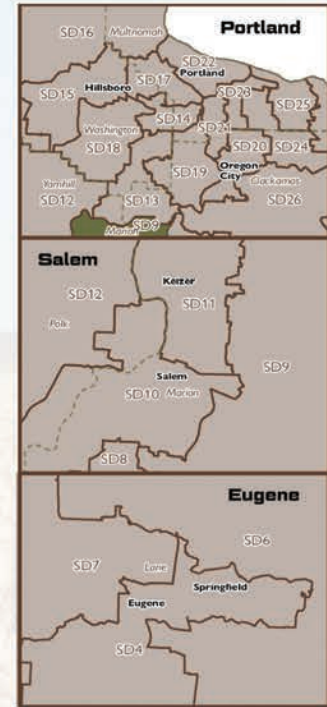 Portland
SD16
Multnomah
SD22
Portland
SD17
Hillsboro
SD23
SD15
SD25
SD14
Washington
SD21
SD18
SD20
SD24
Oregon
City
SD19
Yamhill
Clackamas
SD12
SD13
SD26
SD9
Marion
Salem
SD12
Keizer
SD11
Polk
SD9
Salem
SD10
Marion
SD8
Eugene
SD6
SD7
Lane
Springfield
Eugene
SD4